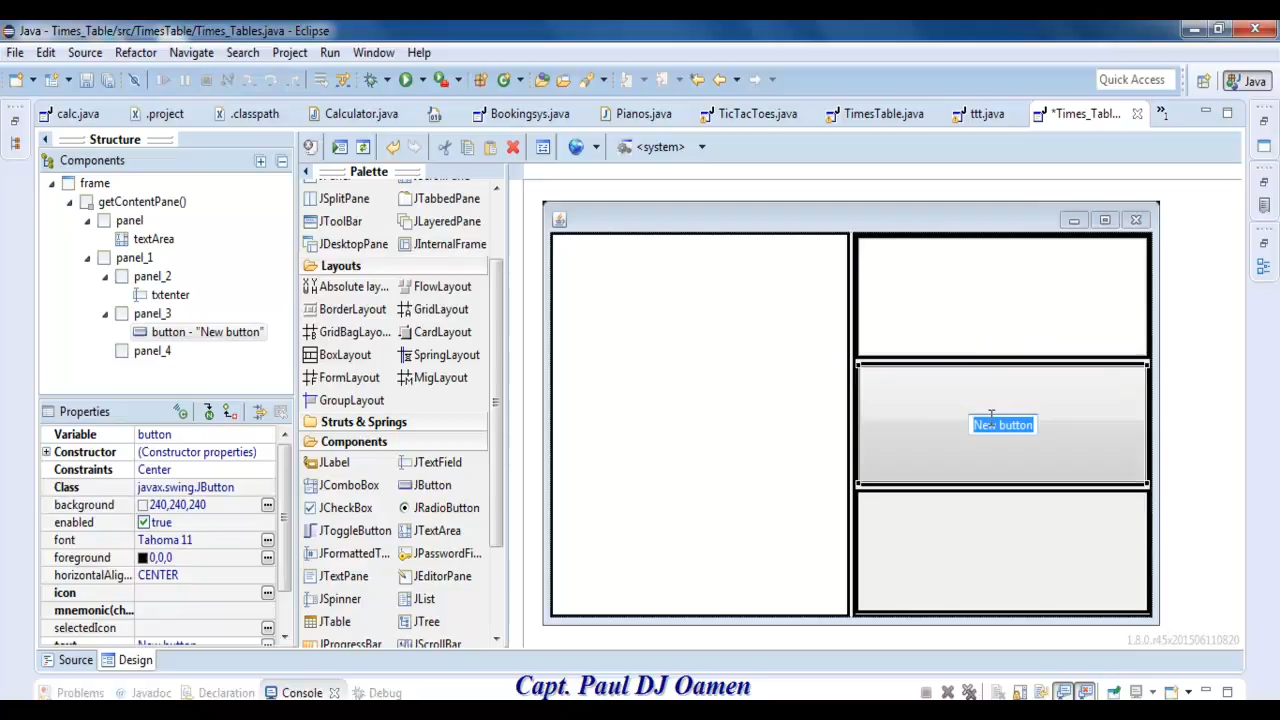 Java - Times_Table/src/TimesTable/Times_Tables.java - Eclipse
File Edit Source Refactor Navigate Search Project Run Window Help
Quick Access
Java
calc.java
.project
.classpath
Calculator.java
Bookingsys.java
Pianos.java
TicTacToes.java
TimesTable.java
ttt.java
*Times_Tabl...
Structure
Components
frame
getContentPane()
panel
textArea
panel_1
panel_2
txtenter
panel_3
button - "New button"
panel_4
Properties
Variable button
Constructor (Constructor properties)
Constraints Center
Class javax.swing.JButton
background 240,240,240
enabled true
font Tahoma 11
foreground 0,0,0
horizontalAlig... CENTER
icon
mnemonic(ch...
selectedIcon
Source Design
Palette
<system>
JSplitPane JTabbedPane
JToolBar JLayeredPane
JDesktopPane JInternalFrame
Layouts
Absolute lay... FlowLayout
BorderLayout GridLayout
GridBagLayo... CardLayout
BoxLayout SpringLayout
FormLayout MigLayout
GroupLayout
Struts & Springs
Components
JLabel JTextField
JComboBox JButton
JCheckBox JRadioButton
JToggleButton JTextArea
JFormattedT... JPasswordFi...
JTextPane JEditorPane
JSpinner JList
JTable JTree
JProgressBar JScrollBar
New button
1.8.0.r45x201506110820
Problems Javadoc Declaration Console Debug
Capt. Paul DJ Oamen